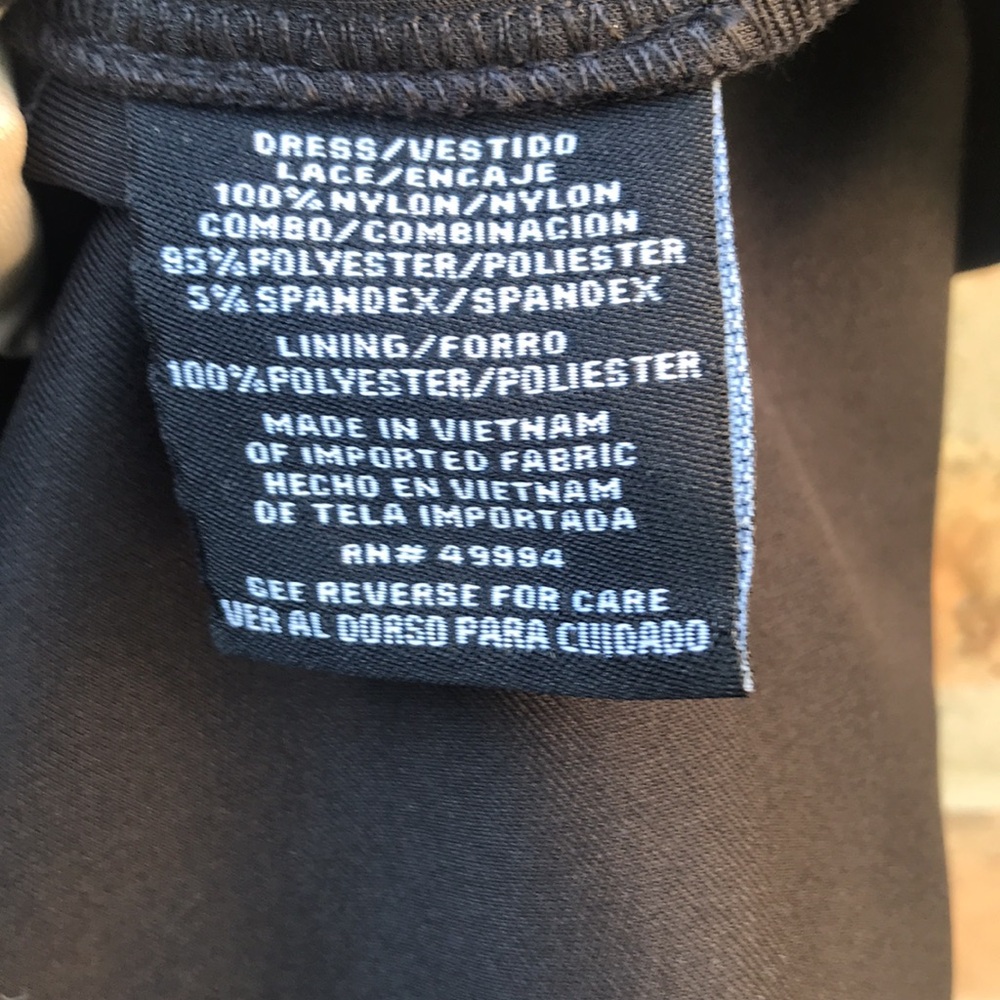 DRESS/VESTIDO
LACE/ENCAJE
100%NYLON/NYLON
COMBO/COMBINACION
95%POLYESTER/POLIESTER
5%SPANDEX/SPANDEX
LINING/FORRO
100%POLYESTER/POLIESTER
MADE IN VIETNAM
OF IMPORTED FABRIC
HECHO EN VIETNAM
DE TELA IMPORTADA
RN# 49994
SEE REVERSE FOR CARE
VER AL DORSO PARA CUIDADO